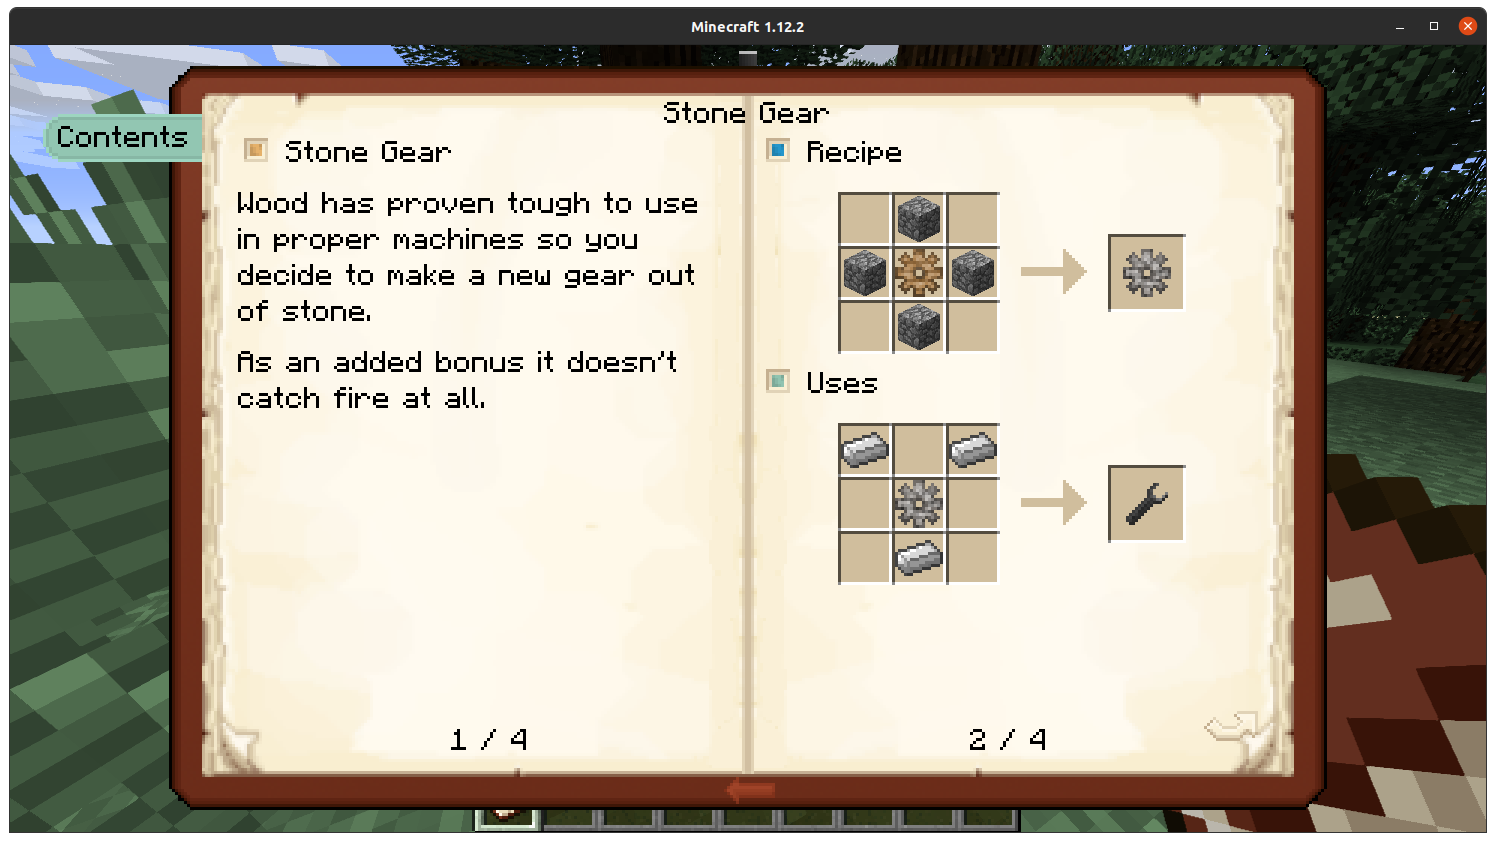 Minecraft 1.12.2
Stone Gear
Contents
Stone Gear
Wood has proven tough to use
in proper machines so you
decide to make a new gear out
of stone.
As an added bonus it doesn't
catch fire at all.
1 / 4
Recipe
Uses
2 / 4